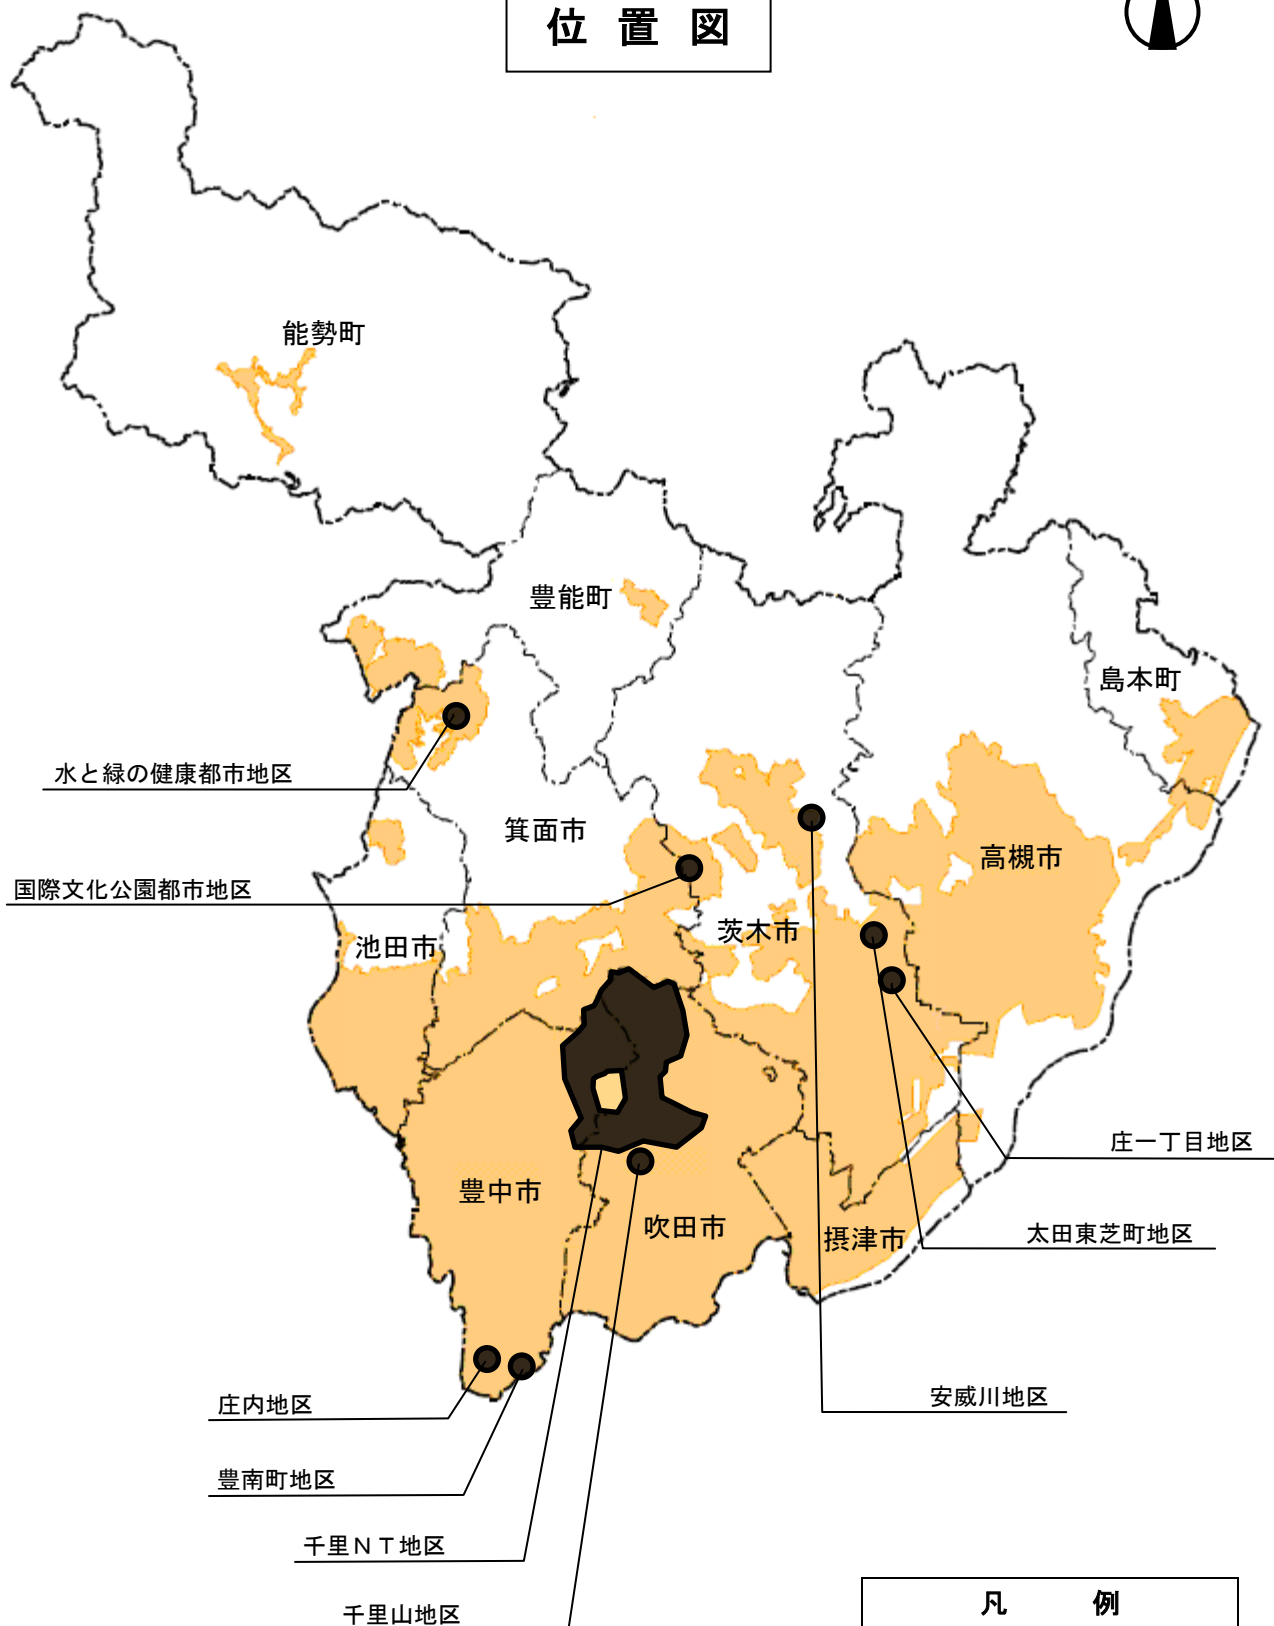 位置図
能勢町
豊能町
島本町
水と緑の健康都市地区
箕面市
高槻市
国際文化公園都市地区
茨木市
池田市
庄一丁目地区
豊中市
吹田市
太田東芝町地区
摂津市
安威川地区
庄内地区
豊南町地区
千里ＮＴ地区
凡例
千里山地区